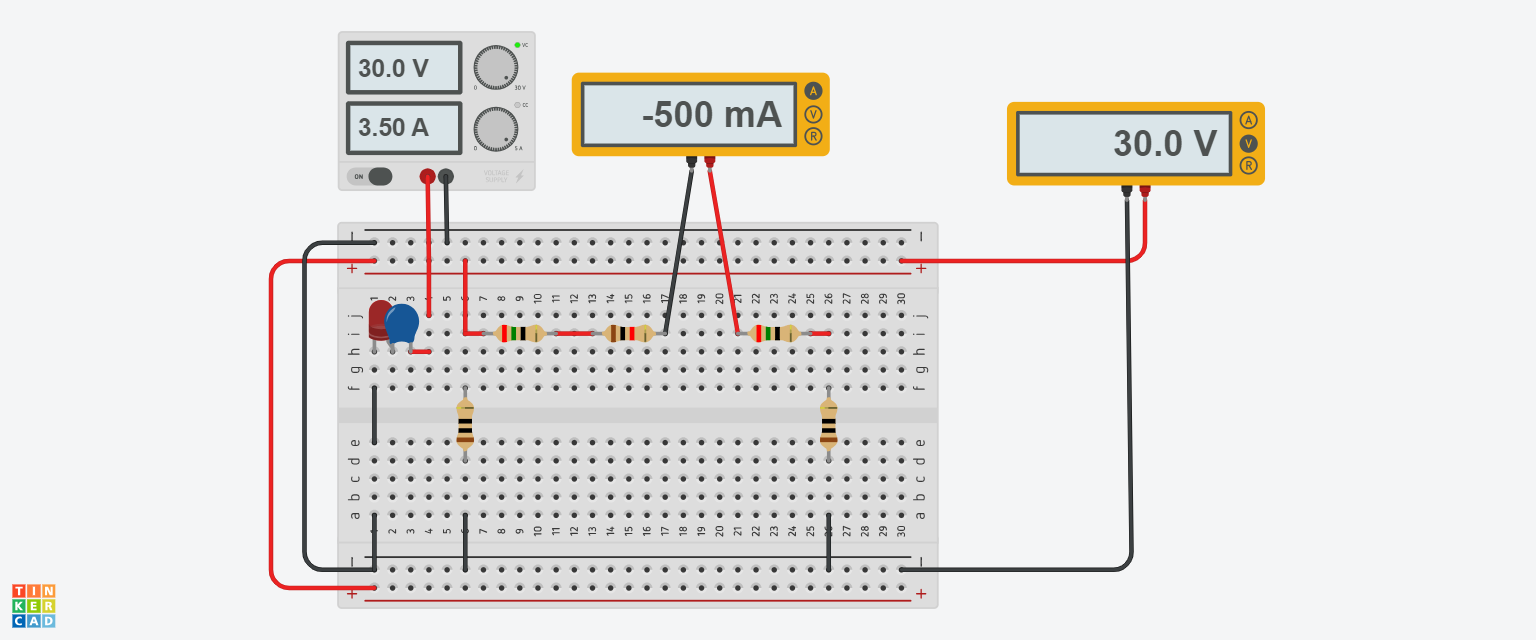 30.0 V
VC
0 30 V
3.50 A
CC
0 5 A
ON
VOLTAGE SUPPLY
-500 mA
A
V
R
30.0 V
A
V
R
− −
+ +
1 2 3 4 5 6 7 8 9 10 11 12 13 14 15 16 17 18 19 20 21 22 23 24 25 26 27 28 29 30
j j
i i
h h
g g
f f
e e
d d
c c
b b
a a
1 2 3 4 5 6 7 8 9 10 11 12 13 14 15 16 17 18 19 20 21 22 23 24 25 26 27 28 29 30
− −
+ +
TIN
KER
CAD